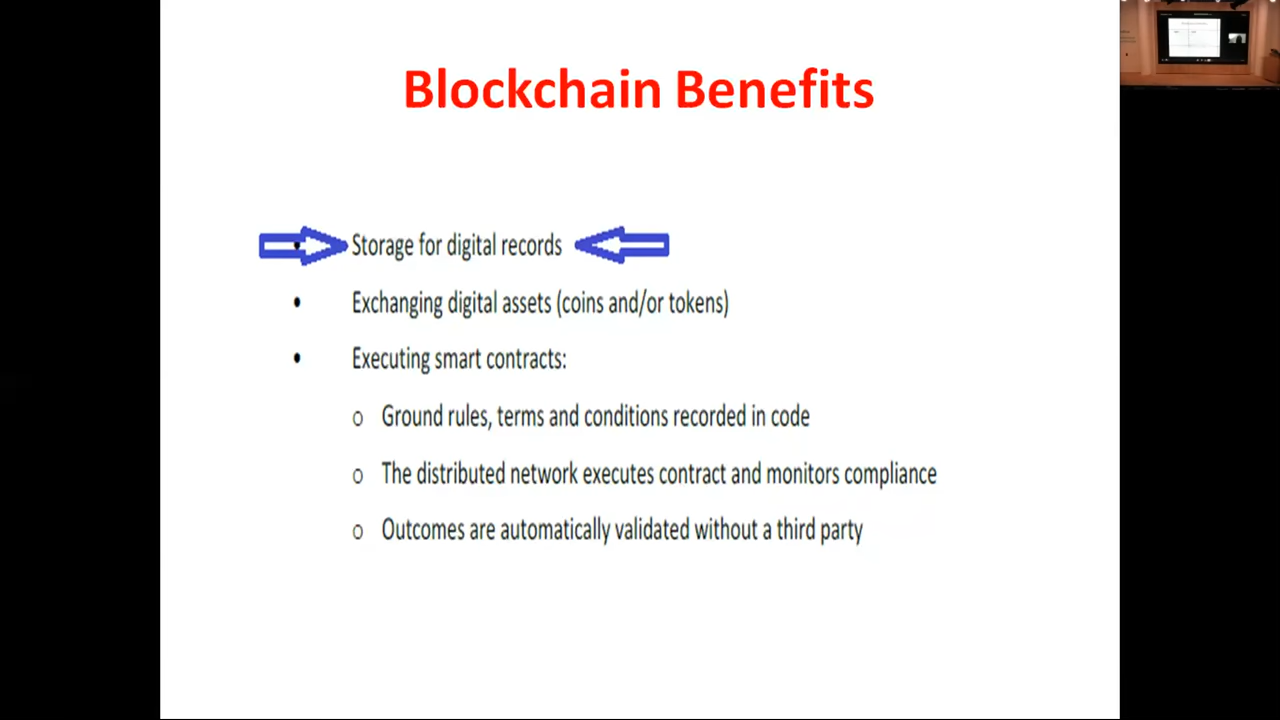 Blockchain Benefits
• Storage for digital records
• Exchanging digital assets (coins and/or tokens)
• Executing smart contracts:
o Ground rules, terms and conditions recorded in code
o The distributed network executes contract and monitors compliance
o Outcomes are automatically validated without a third party